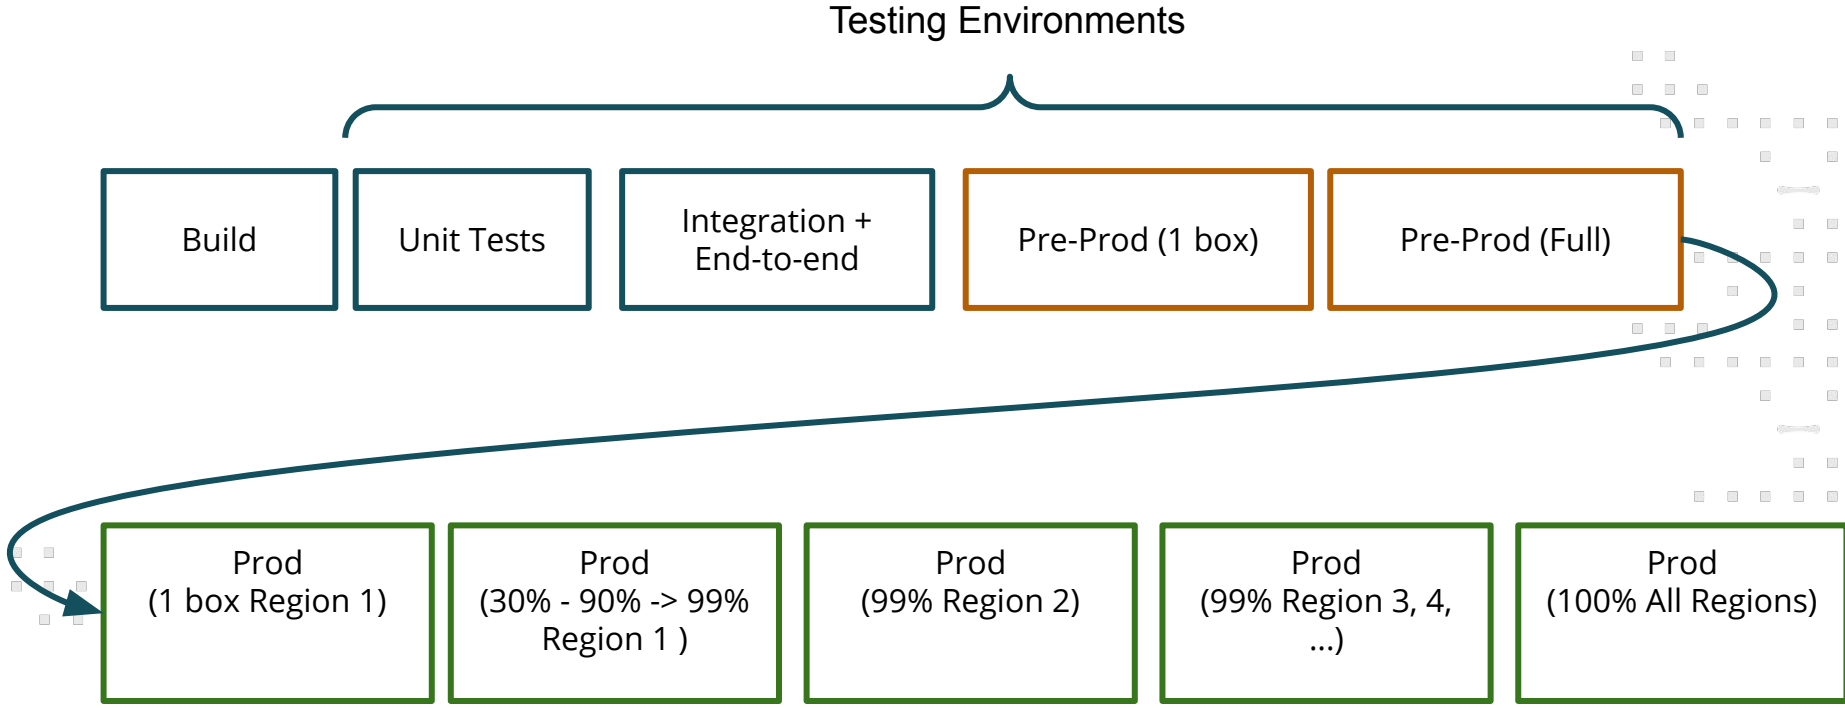 Testing Environments
Build
Unit Tests
Integration +
End-to-end
Pre-Prod (1 box)
Pre-Prod (Full)
Prod
(1 box Region 1)
Prod
(30% - 90% -> 99%
Region 1 )
Prod
(99% Region 2)
Prod
(99% Region 3, 4,
...)
Prod
(100% All Regions)